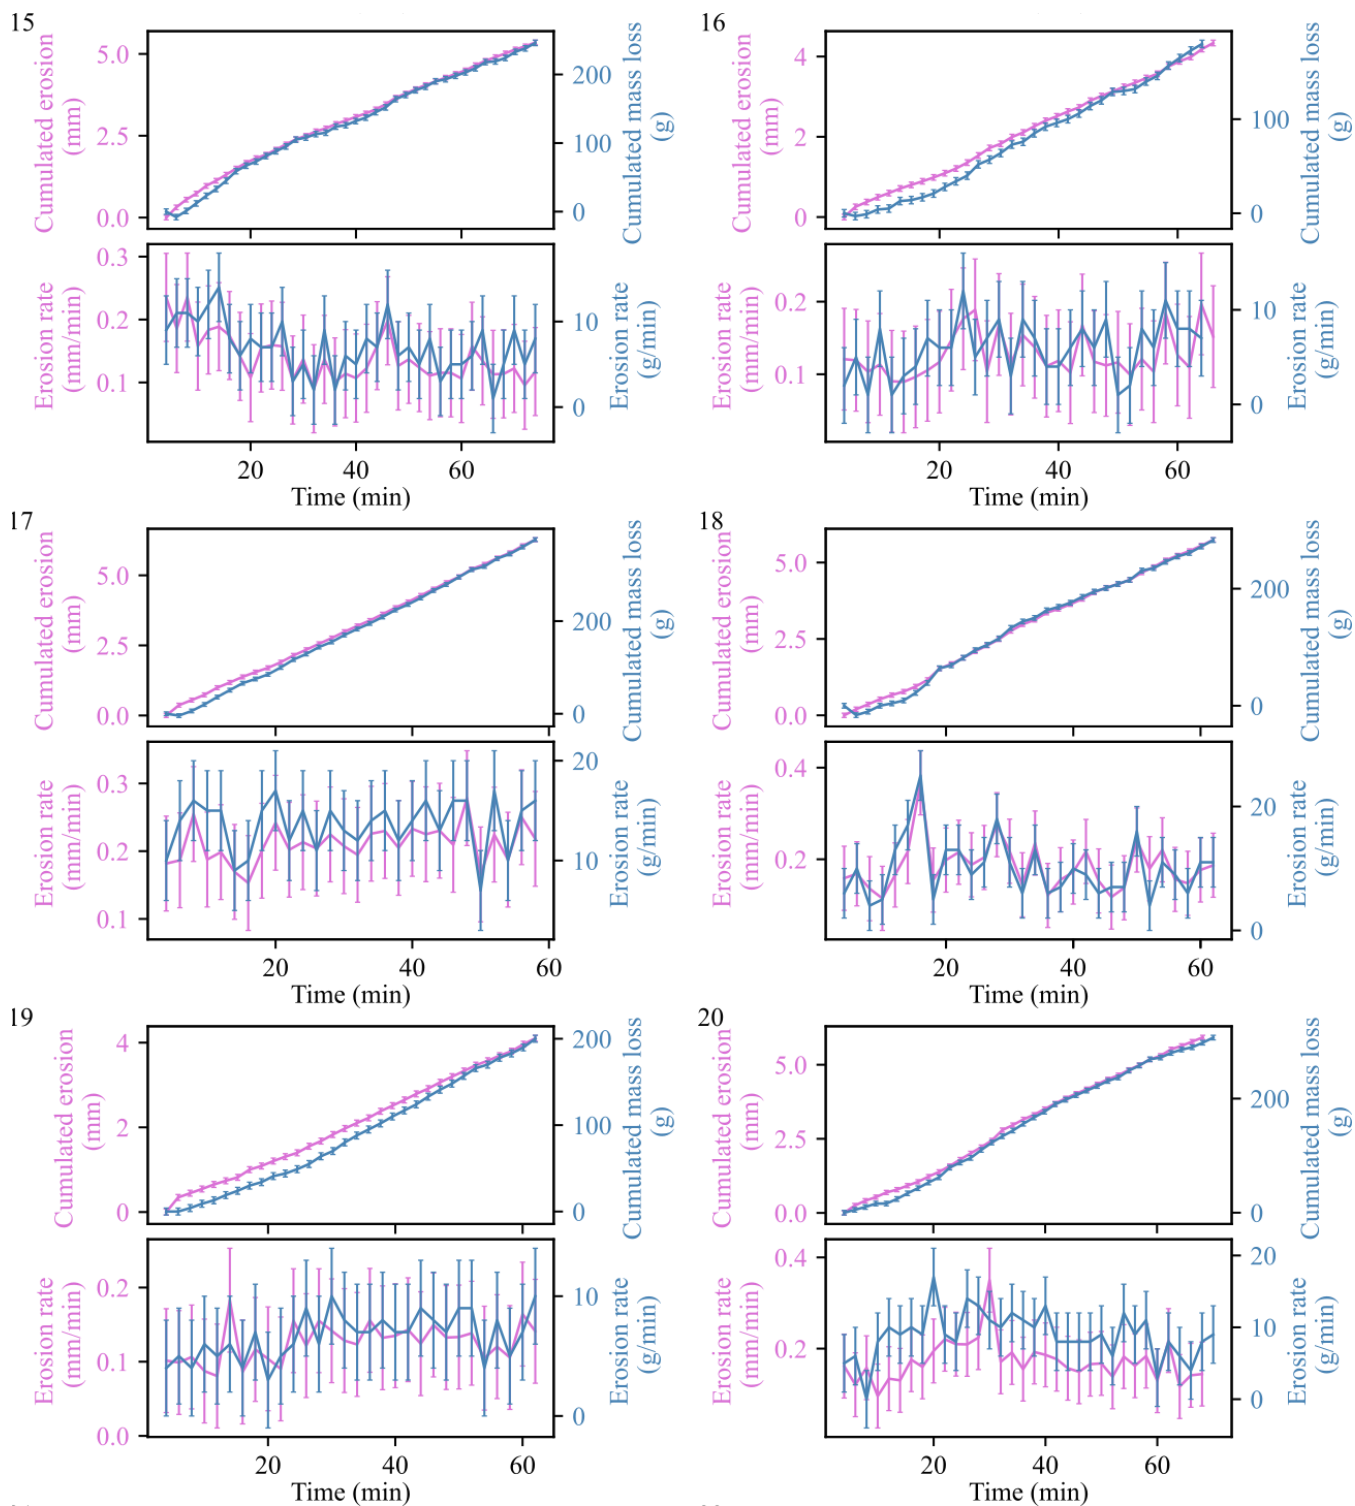 15
Cumulated erosion
(mm)
5.0
2.5
0.0
200
100
0
Cumulated mass loss
(g)
Erosion rate
(mm/min)
0.3
0.2
0.1
10
0
Erosion rate
(g/min)
20
40
60
Time (min)
16
Cumulated erosion
(mm)
4
2
0
100
0
Cumulated mass loss
(g)
Erosion rate
(mm/min)
0.2
0.1
10
0
Erosion rate
(g/min)
20
40
60
Time (min)
17
Cumulated erosion
(mm)
5.0
2.5
0.0
200
0
Cumulated mass loss
(g)
Erosion rate
(mm/min)
0.3
0.2
0.1
20
10
Erosion rate
(g/min)
20
40
60
Time (min)
18
Cumulated erosion
(mm)
5.0
2.5
0.0
200
0
Cumulated mass loss
(g)
Erosion rate
(mm/min)
0.4
0.2
20
10
0
Erosion rate
(g/min)
20
40
60
Time (min)
19
Cumulated erosion
(mm)
4
2
0
200
100
0
Cumulated mass loss
(g)
Erosion rate
(mm/min)
0.2
0.1
0.0
10
0
Erosion rate
(g/min)
20
40
60
Time (min)
20
Cumulated erosion
(mm)
5.0
2.5
0.0
200
0
Cumulated mass loss
(g)
Erosion rate
(mm/min)
0.4
0.2
20
10
0
Erosion rate
(g/min)
20
40
60
Time (min)